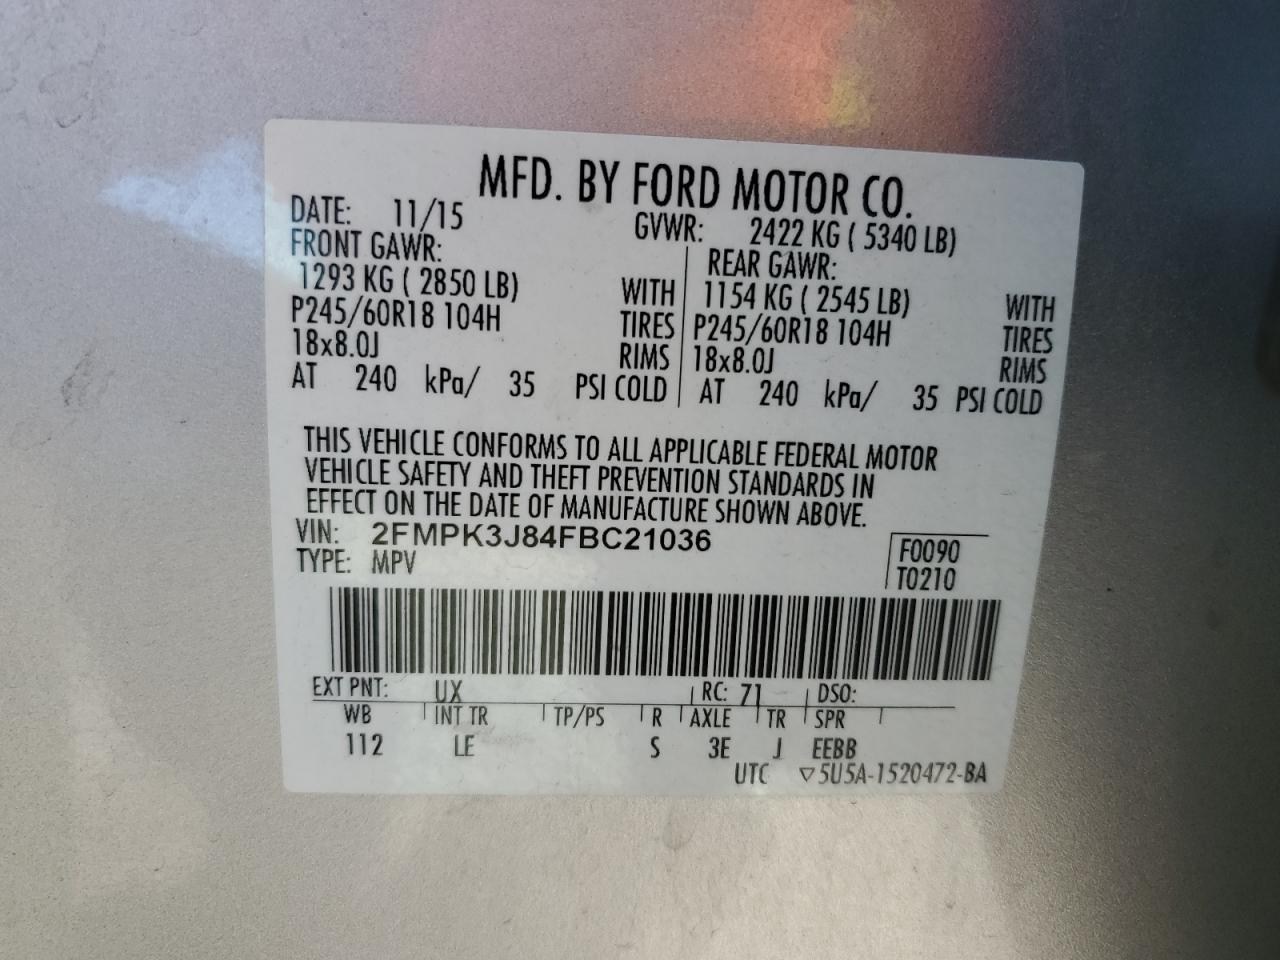 MFD. BY FORD MOTOR CO.
DATE: 11/15 GVWR: 2422 KG ( 5340 LB)
FRONT GAWR: REAR GAWR:
1293 KG ( 2850 LB) WITH 1154 KG ( 2545 LB) WITH
P245/60R18 104H TIRES P245/60R18 104H TIRES
18x8.0J RIMS 18x8.0J RIMS
AT 240 kPa/ 35 PSI COLD AT 240 kPa/ 35 PSI COLD
THIS VEHICLE CONFORMS TO ALL APPLICABLE FEDERAL MOTOR
VEHICLE SAFETY AND THEFT PREVENTION STANDARDS IN
EFFECT ON THE DATE OF MANUFACTURE SHOWN ABOVE.
VIN: 2FMPK3J84FBC21036 F0090
TYPE: MPV T0210
EXT PNT: UX RC: 71 DSO:
WB INT TR TP/PS R AXLE TR SPR
112 LE S 3E J EEBB
UTC ▽5U5A-1520472-BA